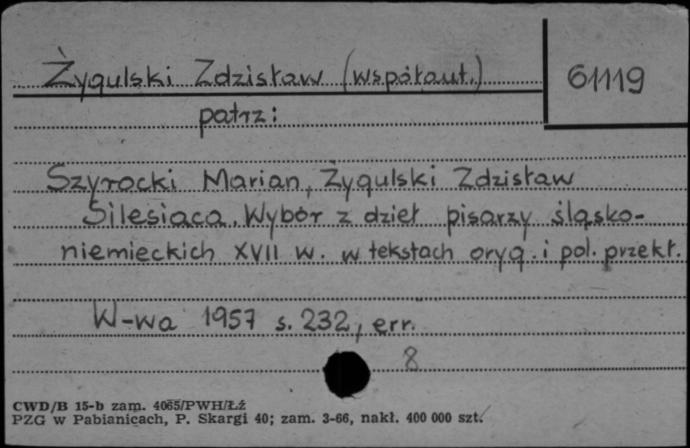 Żygulski Zdzisław (współaut.) 61119
patrz:
Szyrocki Marian, Żygulski Zdzisław
Silesiaca. Wybór z dzieł pisarzy śląsko-
niemieckich XVII w. w tekstach oryg. i pol. przekł.
W-wa 1957 s. 232, err.
8
CWD/B 15-b zam. 4065/PWH/Łź
PZG w Pabianicach, P. Skargi 40; zam. 3-66, nakł. 400 000 szt.